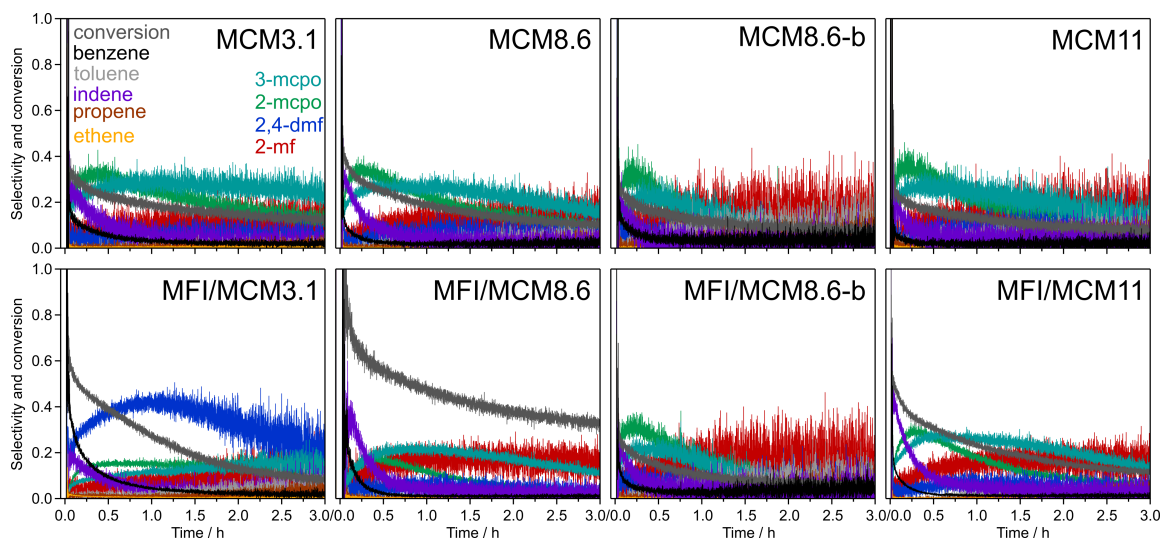 1.0
0.8
0.6
0.4
0.2
0.0
Selectivity and conversion
conversion
benzene
toluene
indene
propene
ethene
3-mcpo
2-mcpo
2,4-dmf
2-mf
MCM3.1
MCM8.6
MCM8.6-b
MCM11
1.0
0.8
0.6
0.4
0.2
0.0
Selectivity and conversion
MFI/MCM3.1
MFI/MCM8.6
MFI/MCM8.6-b
MFI/MCM11
0.0 0.5 1.0 1.5 2.0 2.5 3.0/0.0 0.5 1.0 1.5 2.0 2.5 3.0/0.0 0.5 1.0 1.5 2.0 2.5 3.0/0.0 0.5 1.0 1.5 2.0 2.5 3.0
Time / h Time / h Time / h Time / h